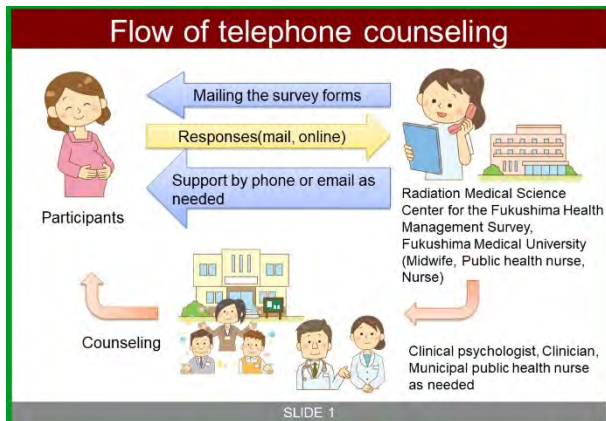 Flow of telephone counseling
Mailing the survey forms
Responses(mail, online)
Support by phone or email as
needed
Participants
Radiation Medical Science
Center for the Fukushima Health
Management Survey,
Fukushima Medical University
(Midwife, Public health nurse,
Nurse)
Counseling
Clinical psychologist, Clinician,
Municipal public health nurse
as needed
SLIDE 1